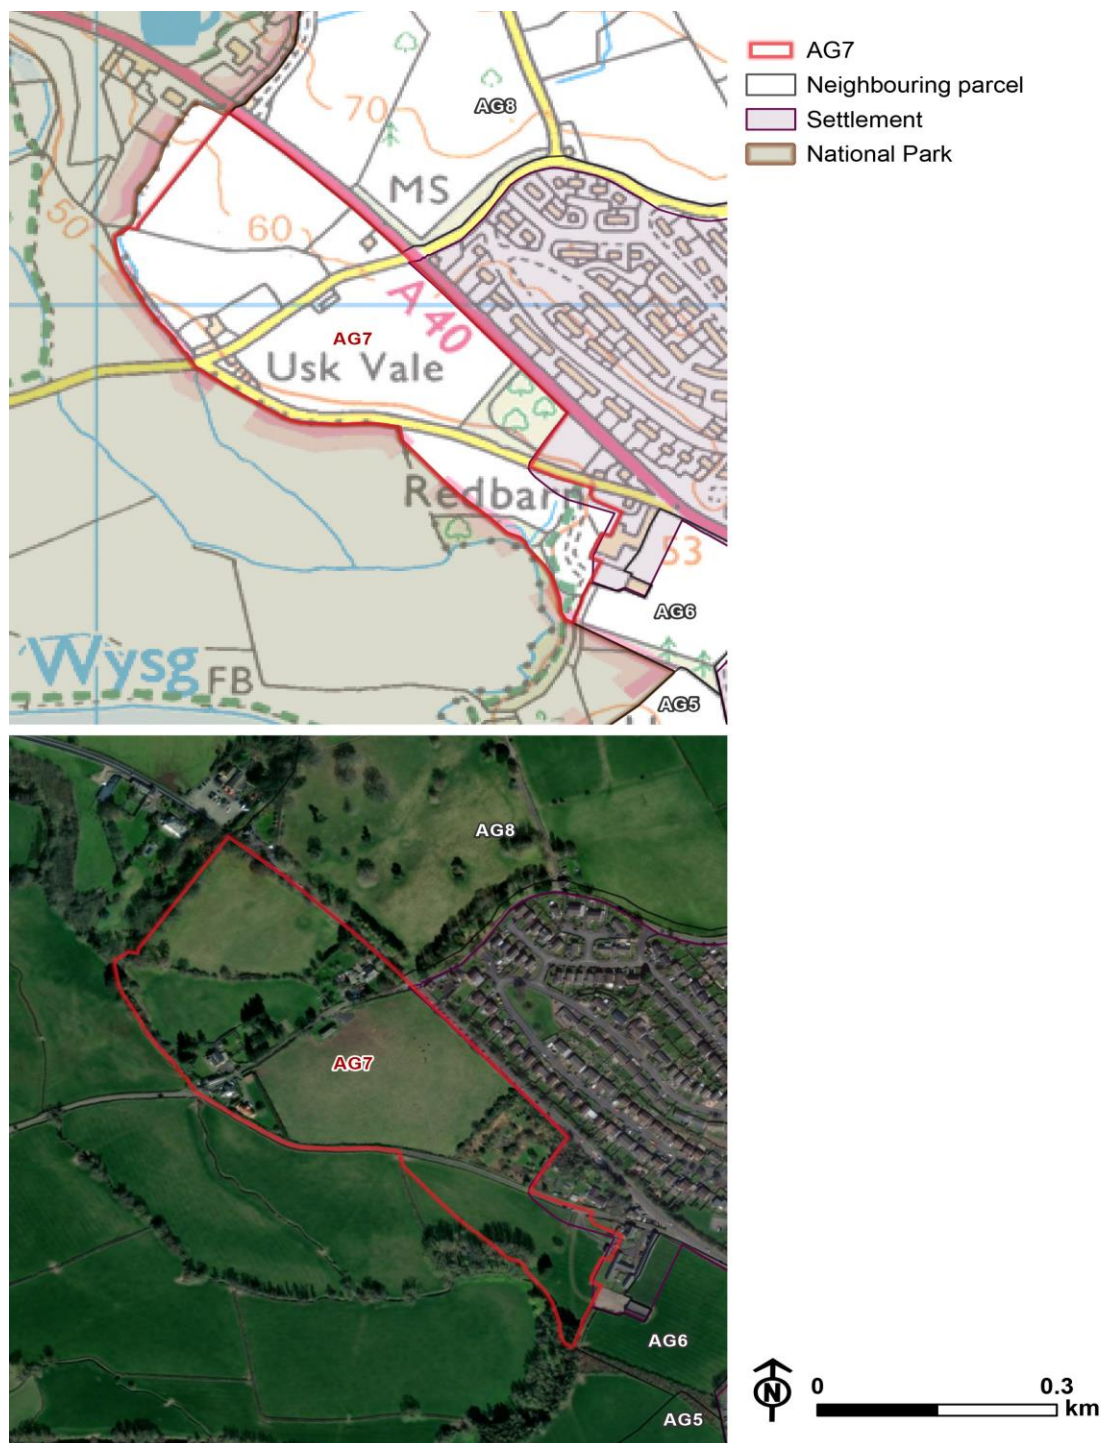 AG7
Neighbouring parcel
Settlement
National Park
70
AG8
MS
50
60
A 40
AG7
Usk Vale
Redbarn
53
AG6
Wysg
FB
AG5
AG8
AG7
AG6
AG5
N
0
0.3
km